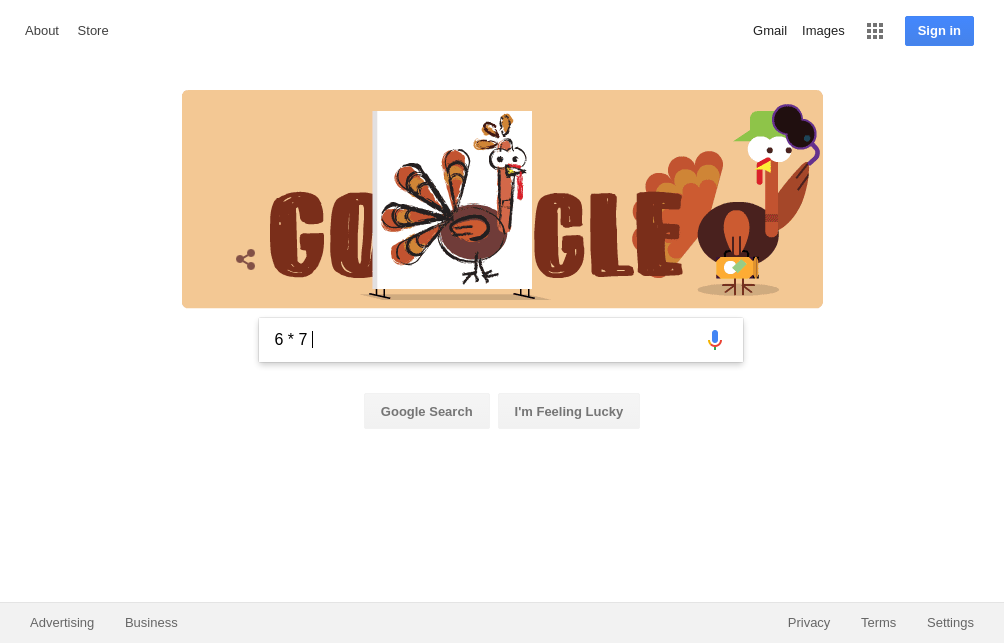 About Store
Gmail Images Sign in
GO GLE
6 * 7
Google Search I'm Feeling Lucky
Advertising Business
Privacy Terms Settings